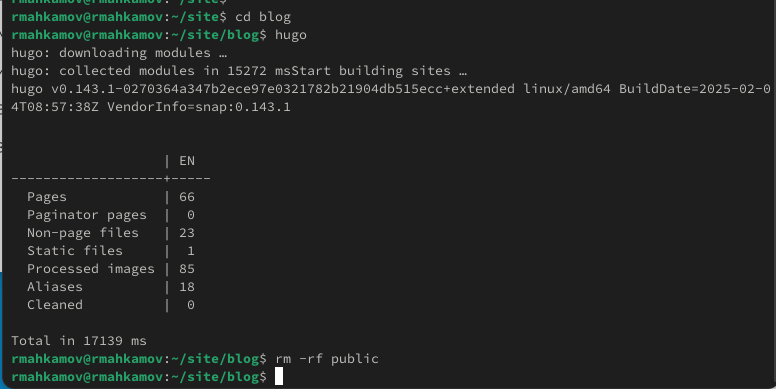 rmahkamov@rmahkamov:~/site$ cd blog
rmahkamov@rmahkamov:~/site/blog$ hugo
hugo: downloading modules …
hugo: collected modules in 15272 msStart building sites …
hugo v0.143.1-0270364a347b2ece97e0321782b21904db515ecc+extended linux/amd64 BuildDate=2025-02-0
4T08:57:38Z VendorInfo=snap:0.143.1
                   | EN
-------------------+-----
  Pages            | 66
  Paginator pages  |  0
  Non-page files   | 23
  Static files     |  1
  Processed images | 85
  Aliases          | 18
  Cleaned          |  0
Total in 17139 ms
rmahkamov@rmahkamov:~/site/blog$ rm -rf public
rmahkamov@rmahkamov:~/site/blog$